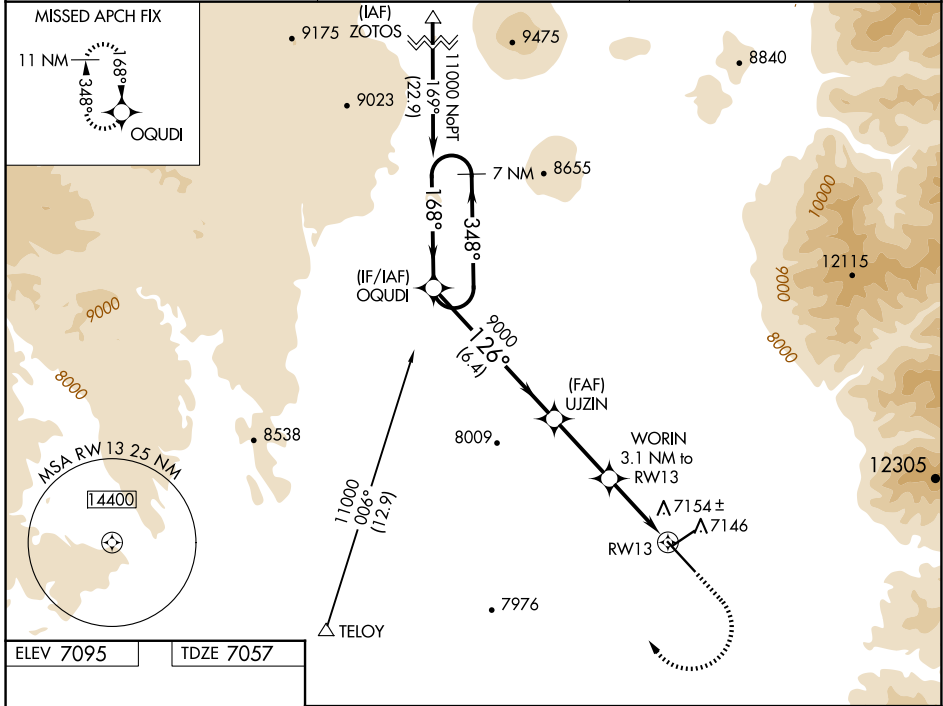 MISSED APCH FIX
11 NM
168°
348°
OQUDI
(IAF)
ZOTOS
11000 NoPT
169°
(22.9)
9175
9475
8840
9023
7 NM
8655
168°
348°
10000
12115
9000
8000
(IF/IAF)
OQUDI
9000
126°
(6.4)
(FAF)
UJZIN
9000
8000
8538
8009
WORIN
3.1 NM to
RW13
12305
MSA RW 13 25 NM
14400
11000
006°
(12.9)
7154 ±
7146
RW13
7976
TELOY
ELEV 7095
TDZE 7057